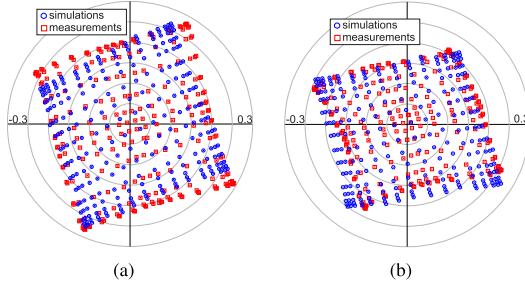 simulations
measurements
-0.3
0.3
(a)
simulations
measurements
-0.3
0.3
(b)